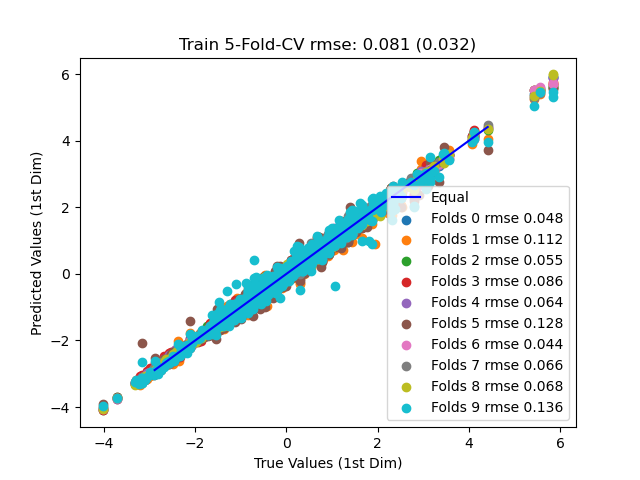 Train 5-Fold-CV rmse: 0.081 (0.032)
Predicted Values (1st Dim)
6
4
2
0
−2
−4
Equal
Folds 0 rmse 0.048
Folds 1 rmse 0.112
Folds 2 rmse 0.055
Folds 3 rmse 0.086
Folds 4 rmse 0.064
Folds 5 rmse 0.128
Folds 6 rmse 0.044
Folds 7 rmse 0.066
Folds 8 rmse 0.068
Folds 9 rmse 0.136
−4 −2 0 2 4 6
True Values (1st Dim)